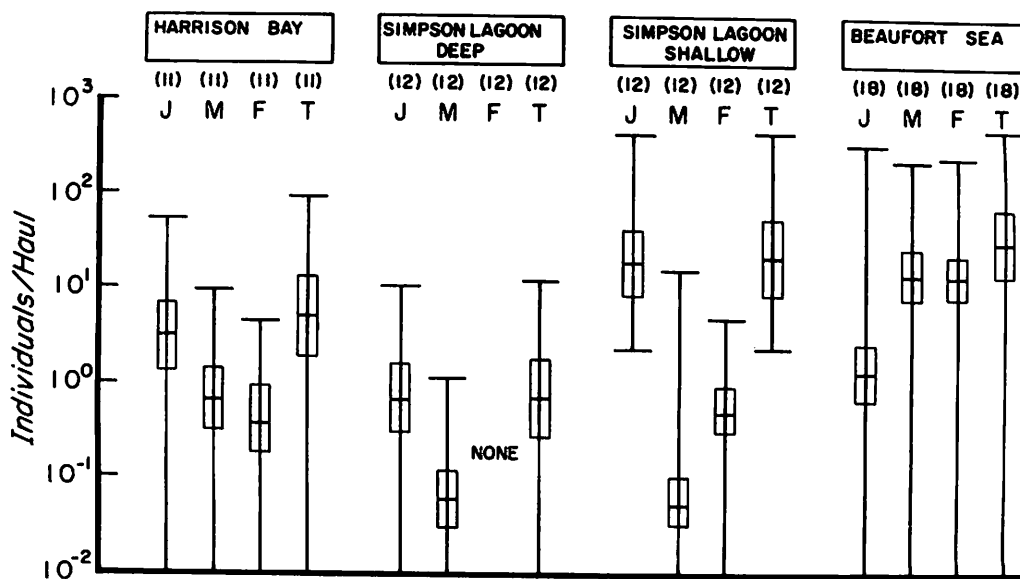 HARRISON BAY
SIMPSON LAGOON
DEEP
SIMPSON LAGOON
SHALLOW
BEAUFORT SEA
(11) (11) (11) (11) (12) (12) (12) (12) (12) (12) (12) (12) (18) (18) (18) (18)
J M F T J M F T J M F T J M F T
10³
10²
10¹
10⁰
10⁻¹
10⁻²
Individuals/Haul
NONE